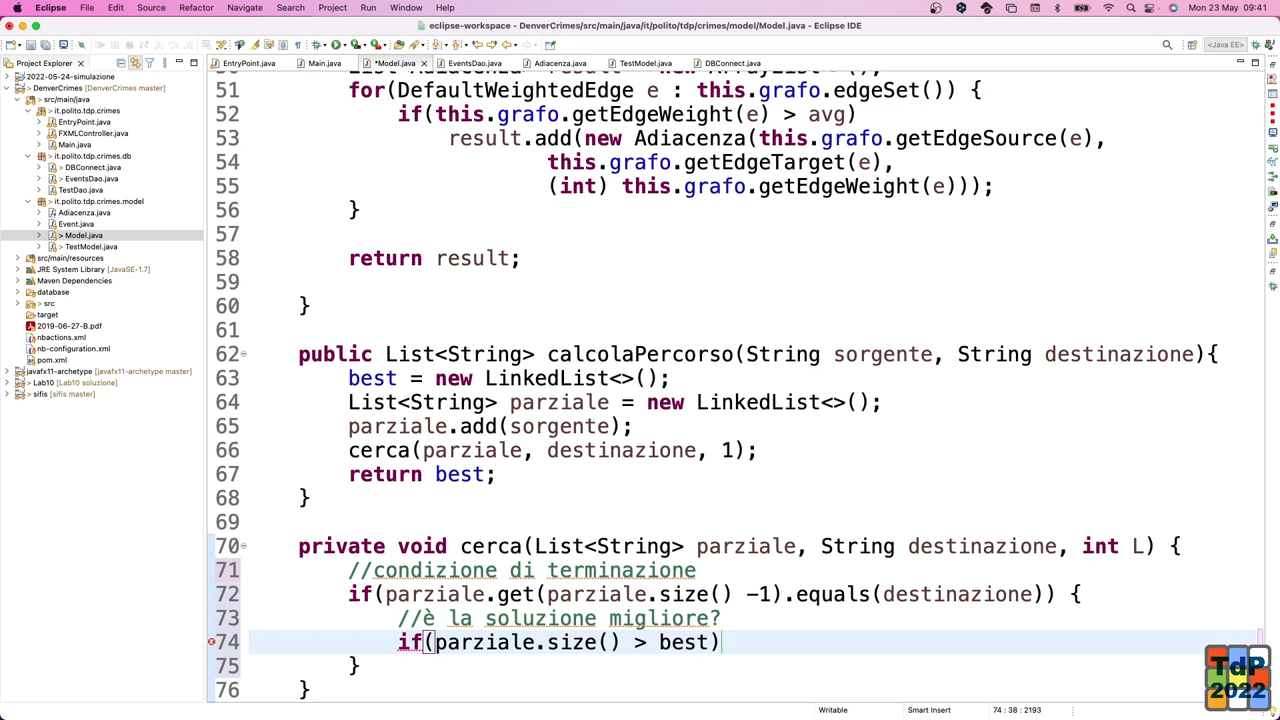 Eclipse File Edit Source Refactor Navigate Search Project Run Window Help Mon 23 May 09:41
eclipse-workspace - DenverCrimes/src/main/java/it/polito/tdp/crimes/model/Model.java - Eclipse IDE
<Java EE>
Project Explorer
EntryPoint.java Main.java *Model.java EventsDao.java Adiacenza.java TestModel.java DBConnect.java
2022-05-24-simulazione
DenverCrimes [DenverCrimes master]
src/main/java
it.polito.tdp.crimes
EntryPoint.java
FXMLController.java
Main.java
it.polito.tdp.crimes.db
> DBConnect.java
> EventsDao.java
TestDao.java
it.polito.tdp.crimes.model
Adiacenza.java
Event.java
> Model.java
> TestModel.java
src/main/resources
JRE System Library [JavaSE-1.7]
Maven Dependencies
database
> src
target
2019-06-27-B.pdf
nbactions.xml
nb-configuration.xml
pom.xml
javafx11-archetype [javafx11-archetype master]
Lab10 [Lab10 soluzione]
sifis [sifis master]
51 for(DefaultWeightedEdge e : this.grafo.edgeSet()) {
52 if(this.grafo.getEdgeWeight(e) > avg)
53 result.add(new Adiacenza(this.grafo.getEdgeSource(e),
54 this.grafo.getEdgeTarget(e),
55 (int) this.grafo.getEdgeWeight(e)));
56 }
57
58 return result;
59
60 }
61
62 public List<String> calcolaPercorso(String sorgente, String destinazione){
63 best = new LinkedList<>();
64 List<String> parziale = new LinkedList<>();
65 parziale.add(sorgente);
66 cerca(parziale, destinazione, 1);
67 return best;
68 }
69
70 private void cerca(List<String> parziale, String destinazione, int L) {
71 //condizione di terminazione
72 if(parziale.get(parziale.size() -1).equals(destinazione)) {
73 //è la soluzione migliore?
74 if(parziale.size() > best)
75 }
76 }
TdP
2022
Writable Smart Insert 74 : 38 : 2193